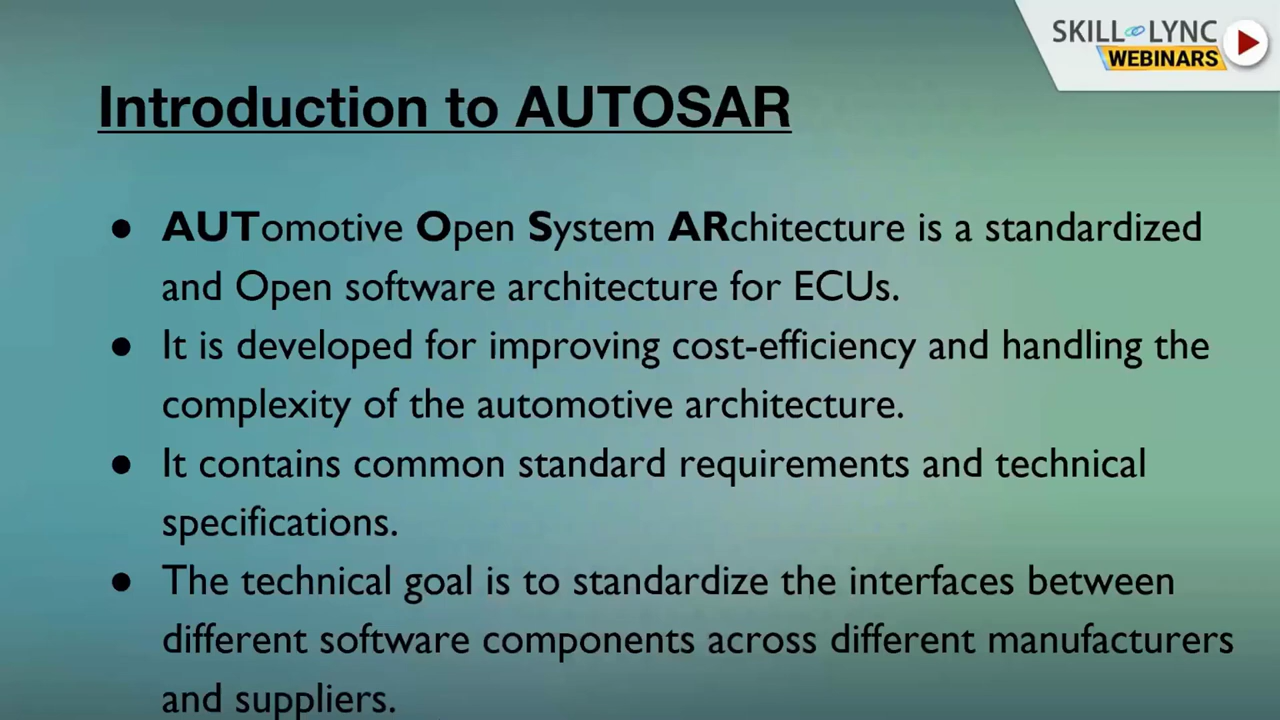 SKILL LYNC
WEBINARS
Introduction to AUTOSAR
● AUTomotive Open System ARchitecture is a standardized
and Open software architecture for ECUs.
● It is developed for improving cost-efficiency and handling the
complexity of the automotive architecture.
● It contains common standard requirements and technical
specifications.
● The technical goal is to standardize the interfaces between
different software components across different manufacturers
and suppliers.